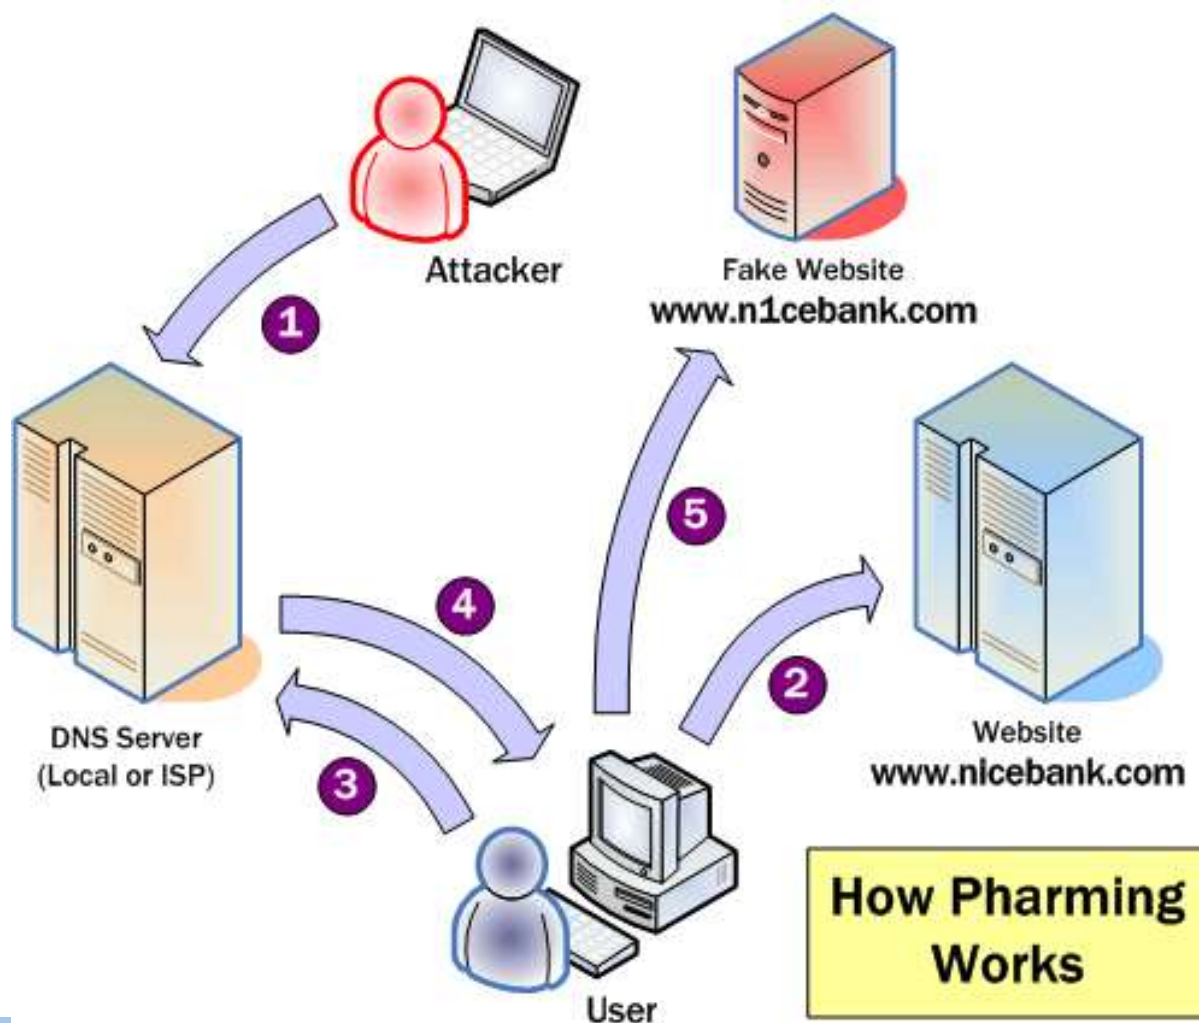 Attacker
Fake Website
www.n1cebank.com
1
5
4
2
DNS Server
(Local or ISP)
3
Website
www.nicebank.com
How Pharming
Works
User